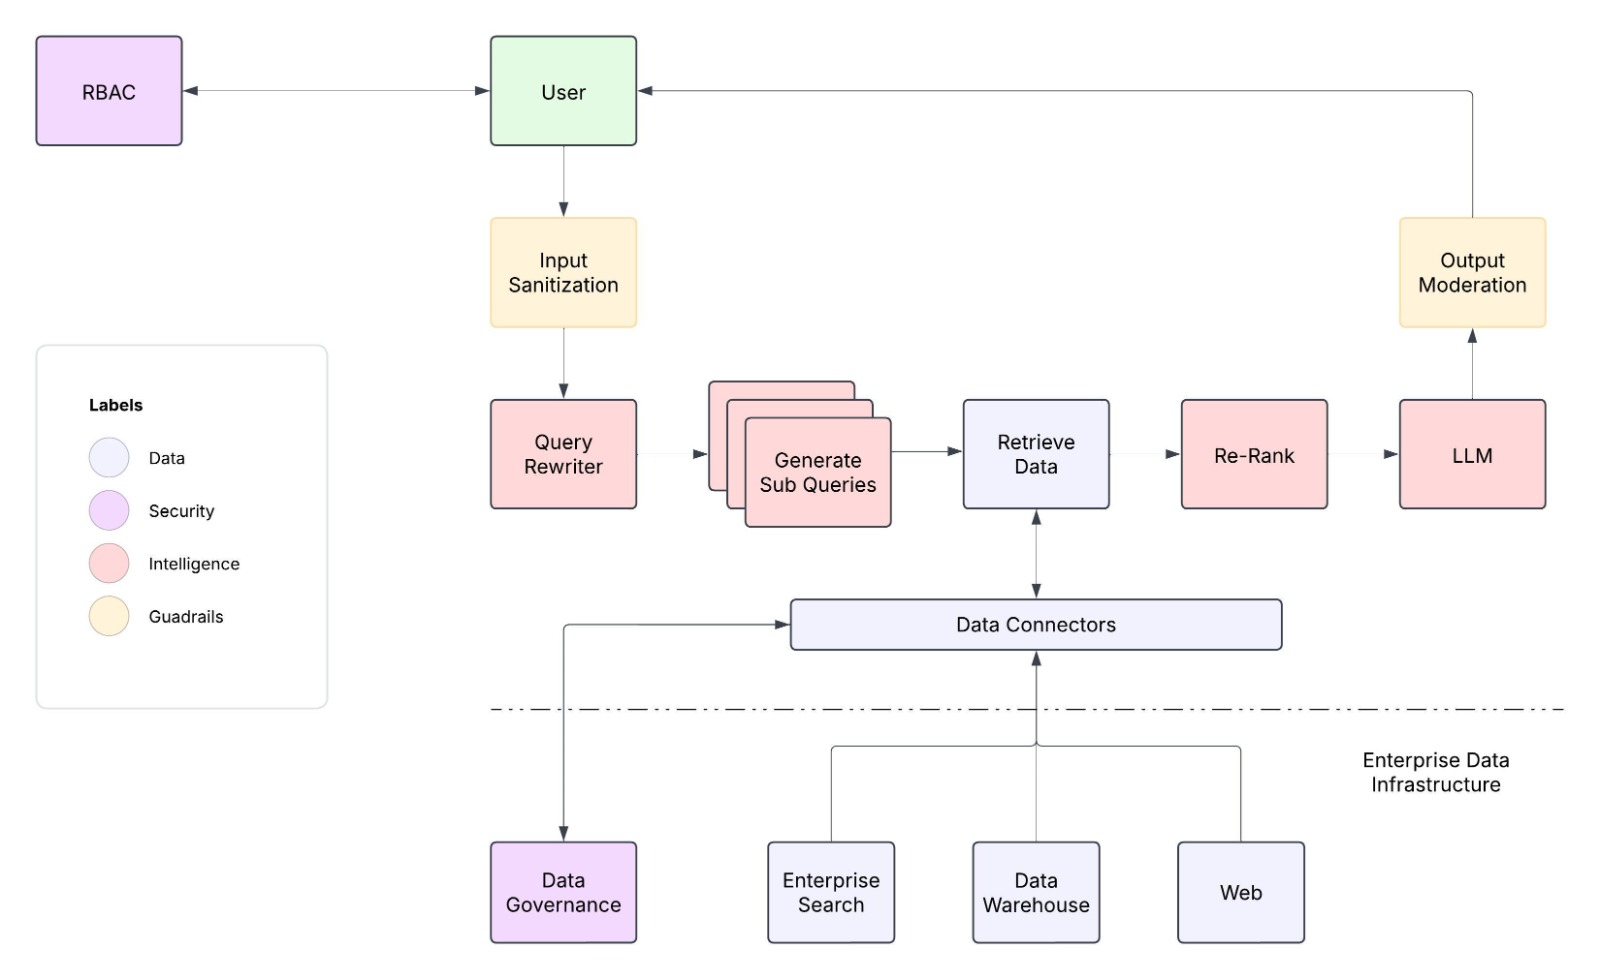 RBAC
User
Input
Sanitization
Output
Moderation
Labels
Data
Security
Intelligence
Guadrails
Query
Rewriter
Generate
Sub Queries
Retrieve
Data
Re-Rank
LLM
Data Connectors
Enterprise Data
Infrastructure
Data
Governance
Enterprise
Search
Data
Warehouse
Web